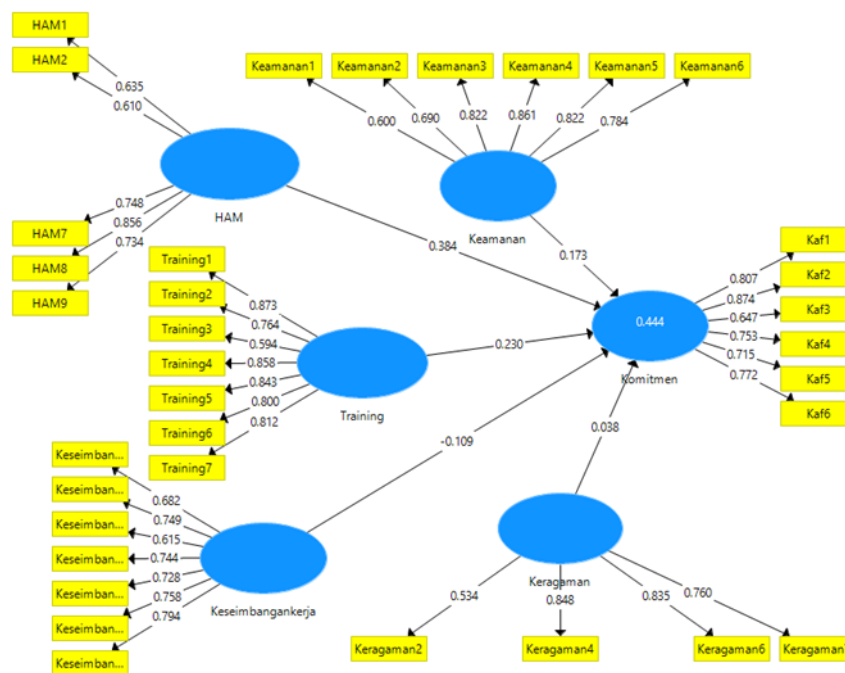 HAM1
HAM2
0.635
0.610
HAM
0.748
0.856
0.734
HAM7
HAM8
HAM9
Keamanan1
Keamanan2
Keamanan3
Keamanan4
Keamanan5
Keamanan6
0.600
0.690
0.822
0.861
0.822
0.784
Keamanan
0.384
0.173
Training1
Training2
Training3
Training4
Training5
Training6
Training7
0.873
0.764
0.594
0.858
0.843
0.800
0.812
Training
0.230
0.444
Komitmen
0.807
0.874
0.647
0.753
0.715
0.772
Kaf1
Kaf2
Kaf3
Kaf4
Kaf5
Kaf6
-0.109
0.038
Keseimban...
Keseimban...
Keseimban...
Keseimban...
Keseimban...
Keseimban...
Keseimban...
0.682
0.749
0.615
0.744
0.728
0.758
0.794
Keseimbangankerja
Keragaman
0.534
0.848
0.835
0.760
Keragaman2
Keragaman4
Keragaman6
Keragaman